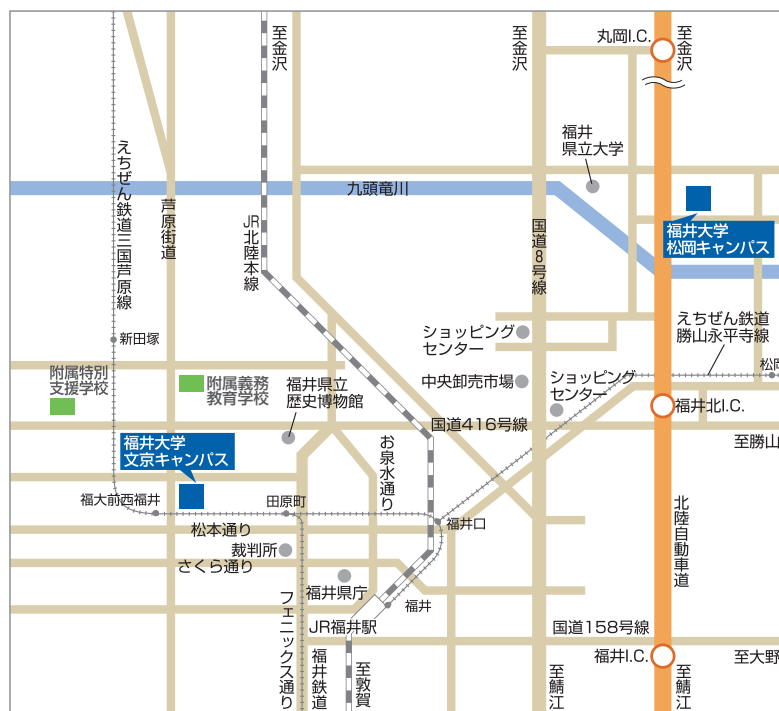 至金沢
至金沢
丸岡I.C.
至金沢
福井
県立大学
えちぜん鉄道三国芦原線
芦原街道
九頭竜川
JR北陸本線
国道8号線
福井大学
松岡キャンパス
新田塚
ショッピング
センター
えちぜん鉄道
勝山永平寺線
松岡
附属特別
支援学校
附属義務
教育学校
福井県立
歴史博物館
中央卸売市場
ショッピング
センター
福井北I.C.
国道416号線
至勝山
福井大学
文京キャンパス
お泉水通り
福大前西福井
田原町
福井口
松本通り
裁判所
さくら通り
北陸自動車道
福井県庁
福井
フェニックス通り
JR福井駅
国道158号線
福井鉄道
至敦賀
福井I.C.
至大野
至鯖江
至鯖江